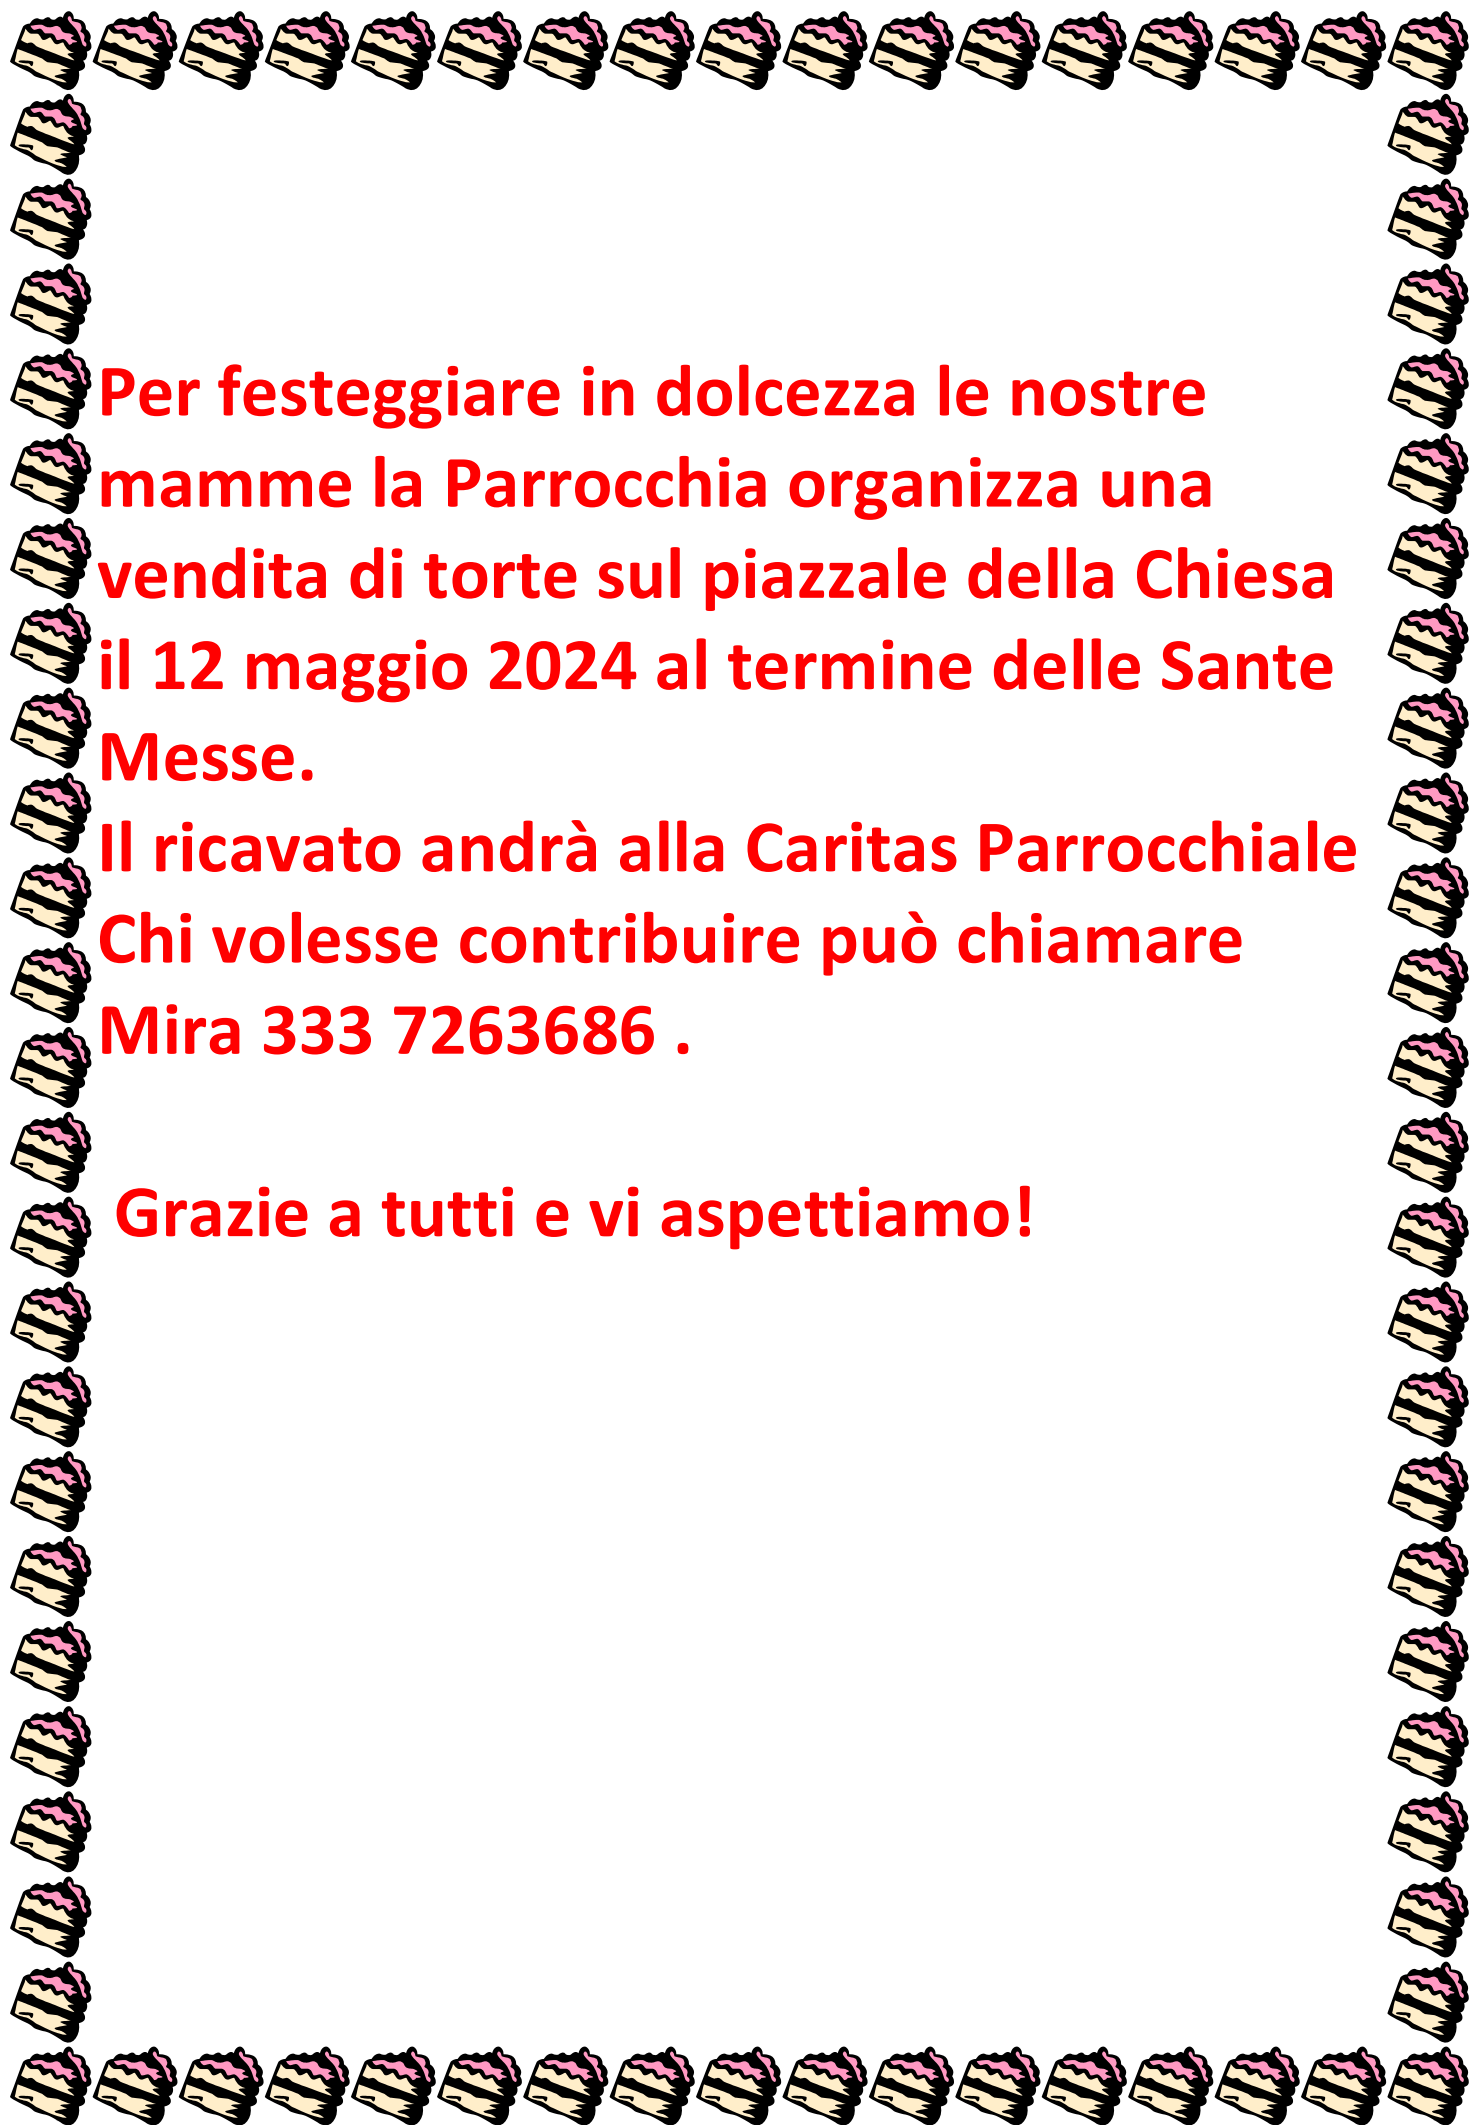 Per festeggiare in dolcezza le nostre
mamme la Parrocchia organizza una
vendita di torte sul piazzale della Chiesa
il 12 maggio 2024 al termine delle Sante
Messe.
Il ricavato andrà alla Caritas Parrocchiale
Chi volesse contribuire può chiamare
Mira 333 7263686 .
Grazie a tutti e vi aspettiamo!